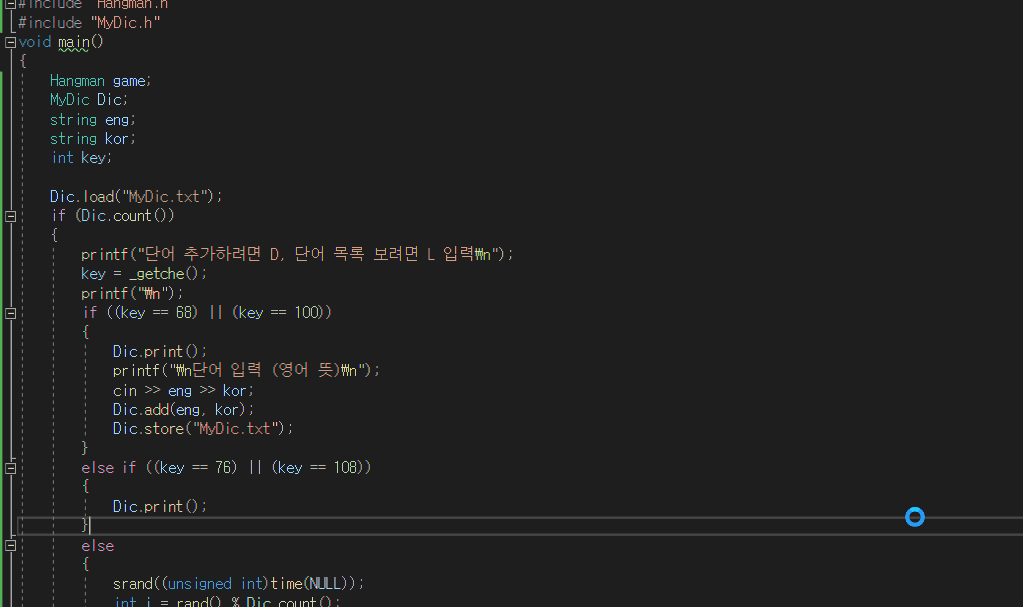 #include "Hangman.h"
#include "MyDic.h"
void main()
{
Hangman game;
MyDic Dic;
string eng;
string kor;
int key;
Dic.load("MyDic.txt");
if (Dic.count())
{
printf("단어 추가하려면 D, 단어 목록 보려면 L 입력₩n");
key = _getche();
printf("₩n");
if ((key == 68) || (key == 100))
{
Dic.print();
printf("₩n단어 입력 (영어 뜻)₩n");
cin >> eng >> kor;
Dic.add(eng, kor);
Dic.store("MyDic.txt");
}
else if ((key == 76) || (key == 108))
{
Dic.print();
}
else
{
srand((unsigned int)time(NULL));
int i = rand() % Dic.count();